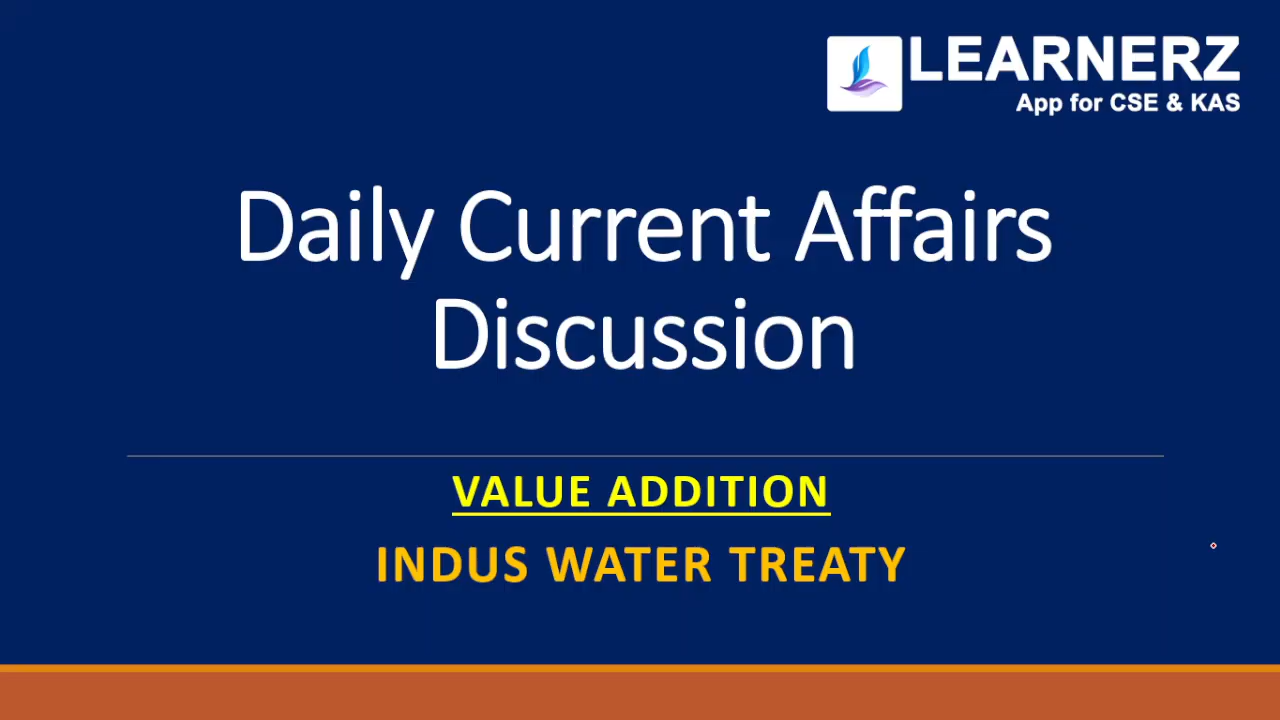 LEARNERZ
App for CSE & KAS
Daily Current Affairs
Discussion
VALUE ADDITION
INDUS WATER TREATY